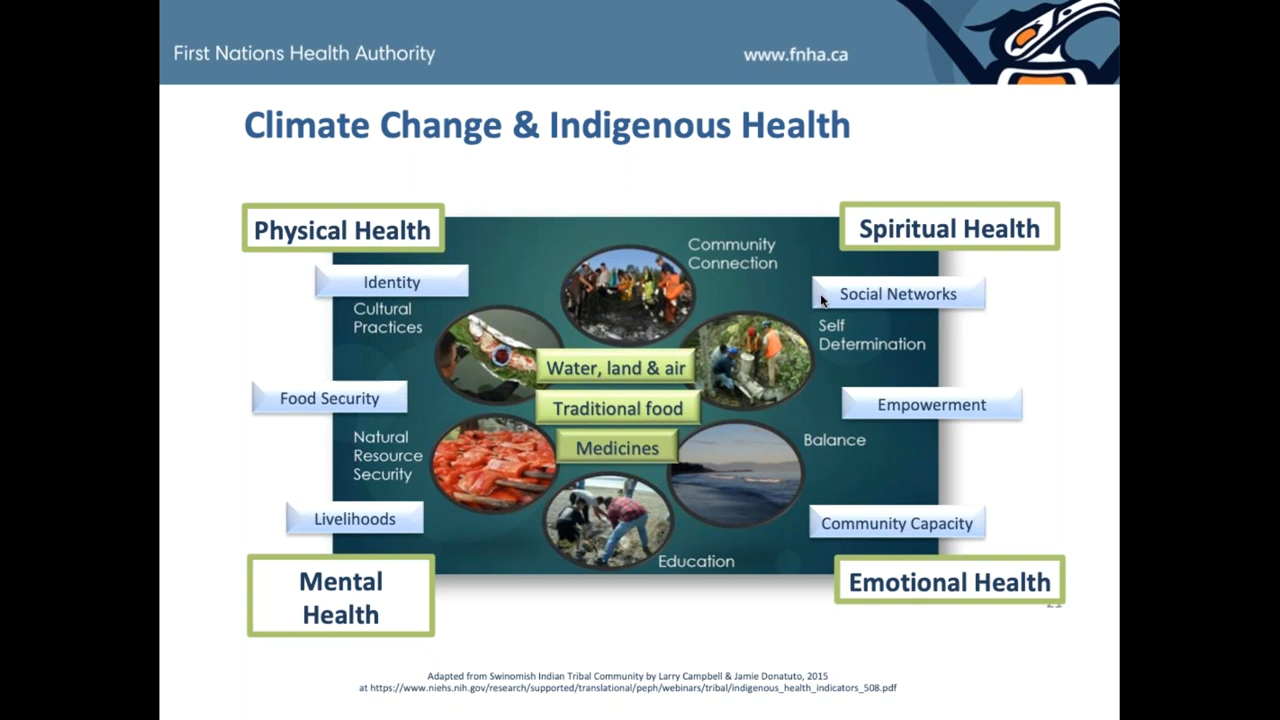 First Nations Health Authority
www.fnha.ca
Climate Change & Indigenous Health
Physical Health
Spiritual Health
Community
Connection
Identity
Social Networks
Cultural
Practices
Self
Determination
Water, land & air
Food Security
Traditional food
Empowerment
Natural
Resource
Security
Medicines
Balance
Livelihoods
Community Capacity
Education
Mental
Health
Emotional Health
21
Adapted from Swinomish Indian Tribal Community by Larry Campbell & Jamie Donatuto, 2015
at https://www.niehs.nih.gov/research/supported/translational/peph/webinars/tribal/indigenous_health_indicators_508.pdf